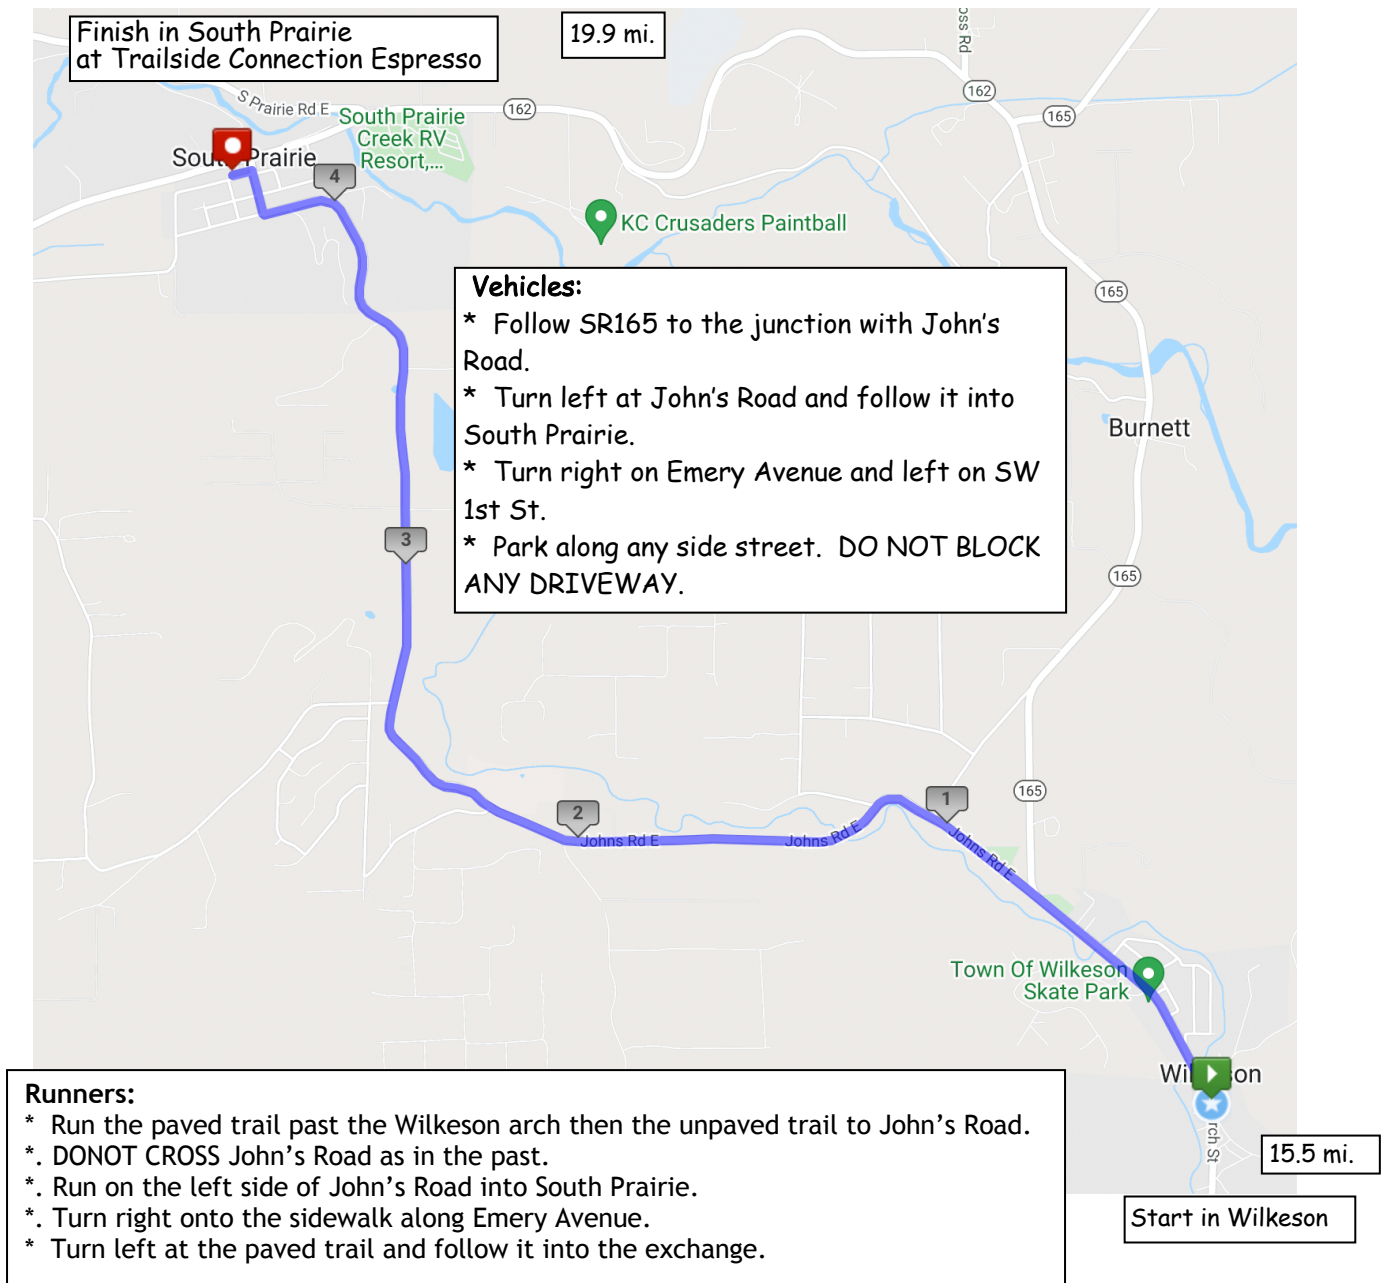 Finish in South Prairie
at Trailside Connection Espresso
19.9 mi.
oss Rd
162
165
S Prairie Rd E
162
South Prairie
Creek RV
Resort,...
4
KC Crusaders Paintball
165
Vehicles:
* Follow SR165 to the junction with John's
Road.
* Turn left at John's Road and follow it into
South Prairie.
* Turn right on Emery Avenue and left on SW
1st St.
* Park along any side street. DO NOT BLOCK
ANY DRIVEWAY.
Burnett
3
165
2
1
165
Johns Rd E
Johns Rd E
Johns Rd E
Town Of Wilkeson
Skate Park
Runners:
* Run the paved trail past the Wilkeson arch then the unpaved trail to John's Road.
*. DONOT CROSS John's Road as in the past.
*. Run on the left side of John's Road into South Prairie.
*. Turn right onto the sidewalk along Emery Avenue.
* Turn left at the paved trail and follow it into the exchange.
rch St
15.5 mi.
Start in Wilkeson